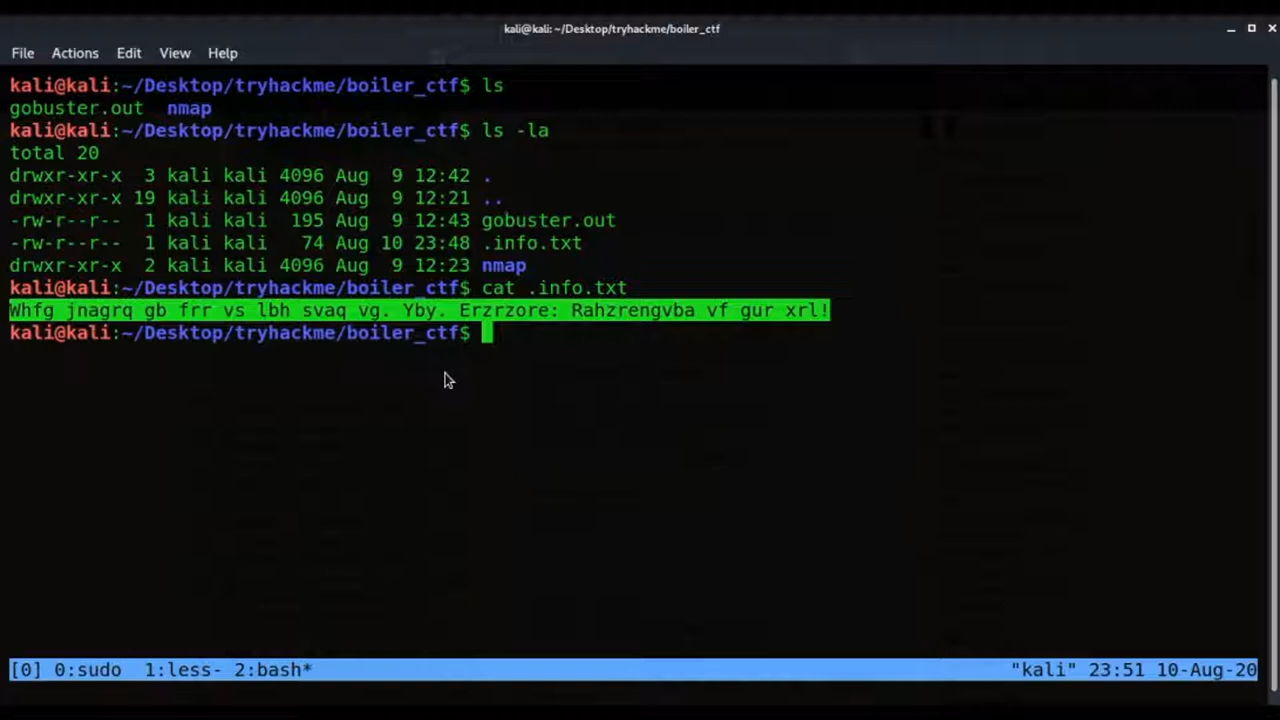 kali@kali: ~/Desktop/tryhackme/boiler_ctf
File Actions Edit View Help
kali@kali:~/Desktop/tryhackme/boiler_ctf$ ls
gobuster.out nmap
kali@kali:~/Desktop/tryhackme/boiler_ctf$ ls -la
total 20
drwxr-xr-x 3 kali kali 4096 Aug 9 12:42 .
drwxr-xr-x 19 kali kali 4096 Aug 9 12:21 ..
-rw-r--r-- 1 kali kali 195 Aug 9 12:43 gobuster.out
-rw-r--r-- 1 kali kali 74 Aug 10 23:48 .info.txt
drwxr-xr-x 2 kali kali 4096 Aug 9 12:23 nmap
kali@kali:~/Desktop/tryhackme/boiler_ctf$ cat .info.txt
Whfg jnagrq gb frr vs lbh svaq vg. Yby. Erzrzore: Rahzrengvba vf gur xrl!
kali@kali:~/Desktop/tryhackme/boiler_ctf$
[0] 0:sudo 1:less- 2:bash* "kali" 23:51 10-Aug-20